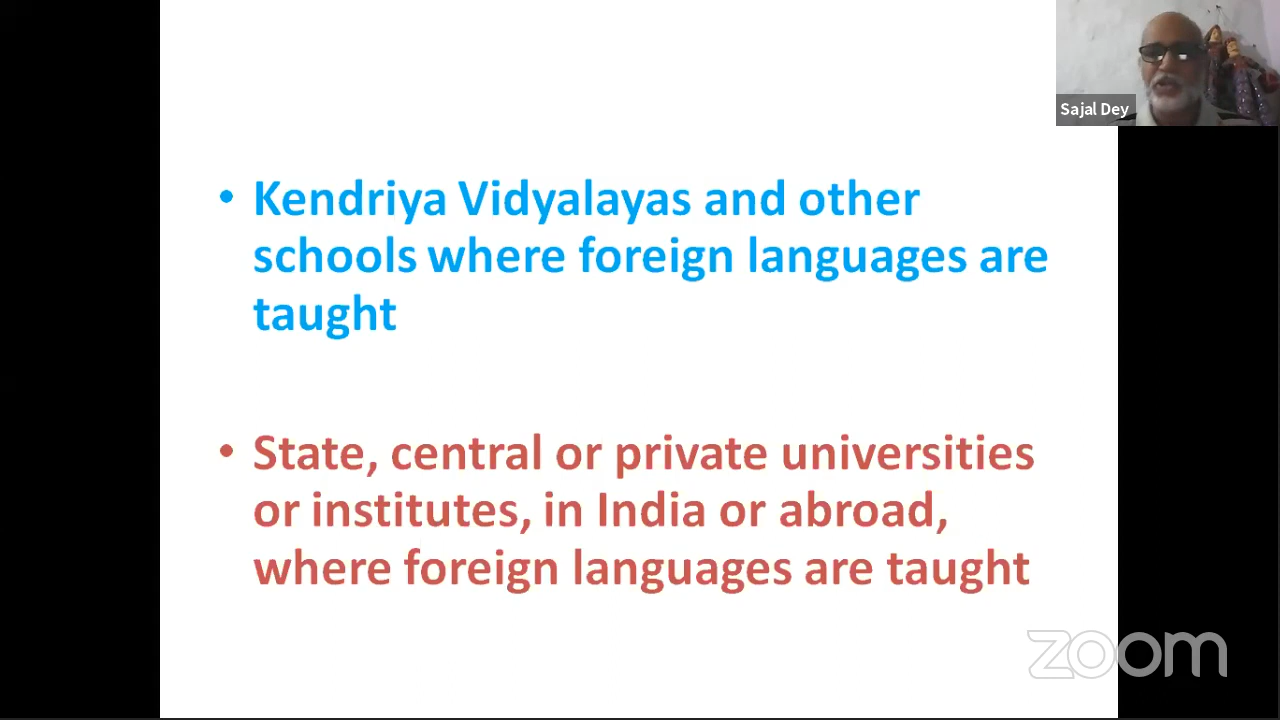 Sajal Dey
• Kendriya Vidyalayas and other
schools where foreign languages are
taught
• State, central or private universities
or institutes, in India or abroad,
where foreign languages are taught
zoom